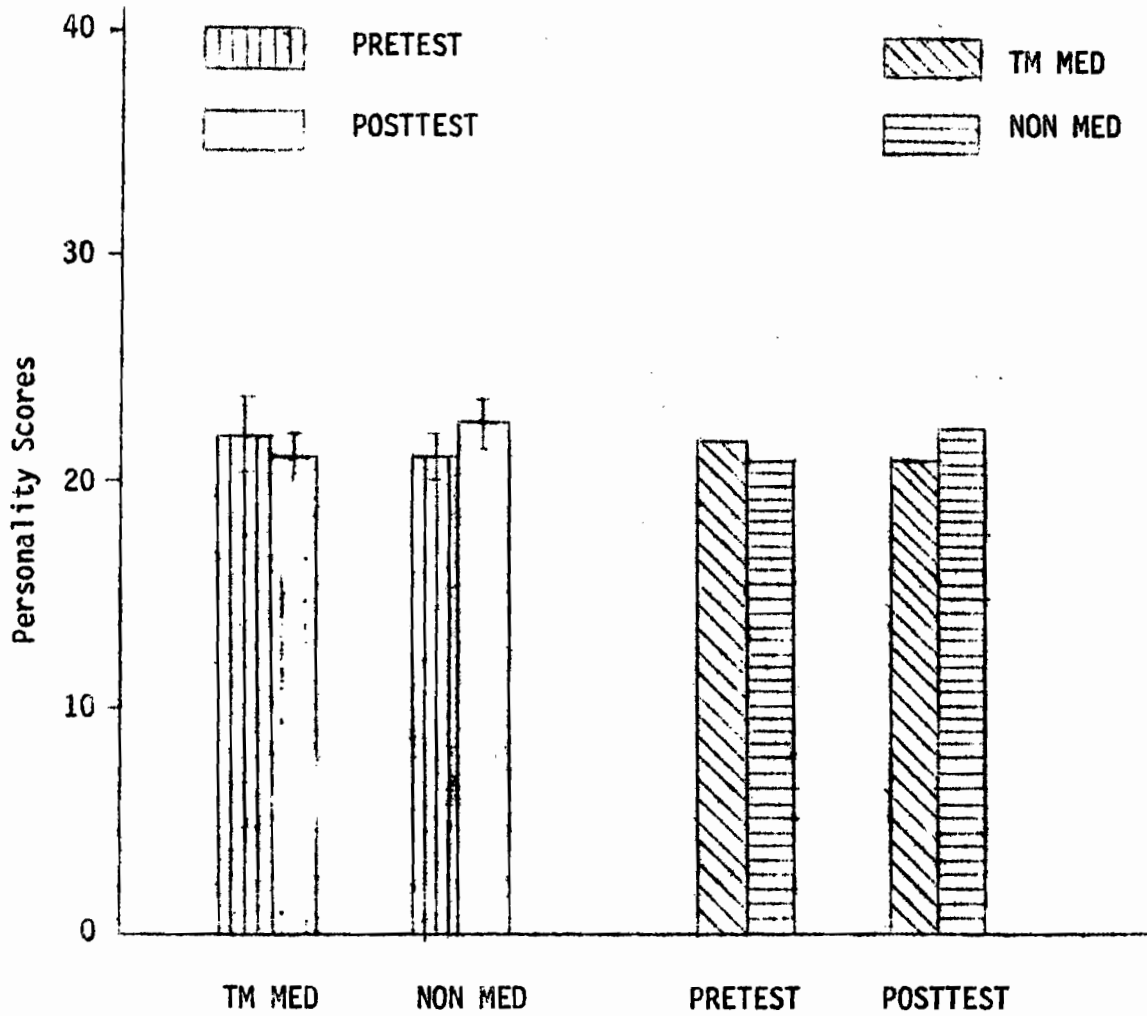 40
PRETEST
POSTTEST
TM MED
NON MED
30
20
10
0
Personality Scores
TM MED
NON MED
PRETEST
POSTTEST